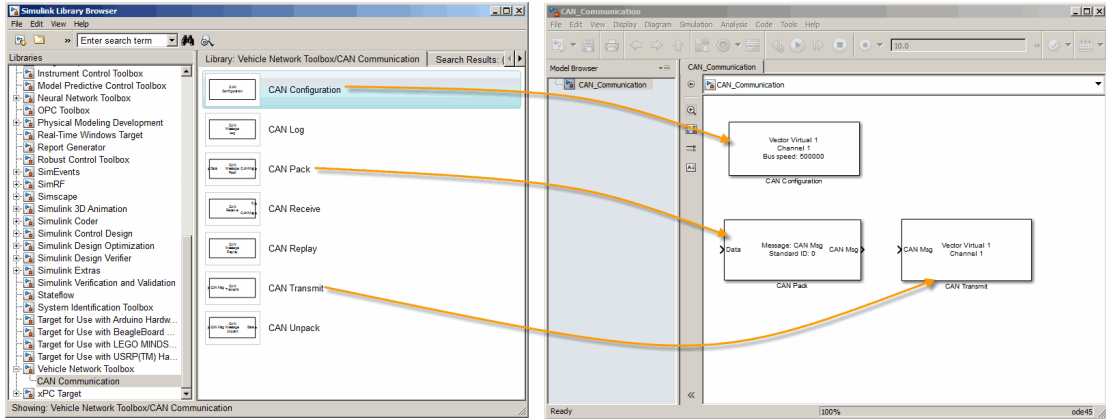 Simulink Library Browser
File Edit View Help
» Enter search term
Libraries
Library: Vehicle Network Toolbox/CAN Communication
Search Results: (
Instrument Control Toolbox
Model Predictive Control Toolbox
Neural Network Toolbox
OPC Toolbox
Physical Modeling Development
Real-Time Windows Target
Report Generator
Robust Control Toolbox
SimEvents
SimRF
Simscape
Simulink 3D Animation
Simulink Coder
Simulink Control Design
Simulink Design Optimization
Simulink Design Verifier
Simulink Extras
Simulink Verification and Validation
Stateflow
System Identification Toolbox
Target for Use with Arduino Hardw...
Target for Use with BeagleBoard ...
Target for Use with LEGO MINDS...
Target for Use with USRP(TM) Ha...
Vehicle Network Toolbox
CAN Communication
xPC Target
CAN Configuration
CAN Log
CAN Pack
CAN Receive
CAN Replay
CAN Transmit
CAN Unpack
Showing: Vehicle Network Toolbox/CAN Communication
CAN_Communication
File Edit View Display Diagram Simulation Analysis Code Tools Help
10.0
»
Model Browser
CAN_Communication
CAN_Communication
CAN_Communication
Vector Virtual 1
Channel 1
Bus speed: 500000
CAN Configuration
Data
Message: CAN Msg
Standard ID: 0
CAN Msg
CAN Pack
CAN Msg
Vector Virtual 1
Channel 1
CAN Transmit
«
Ready
100%
ode45